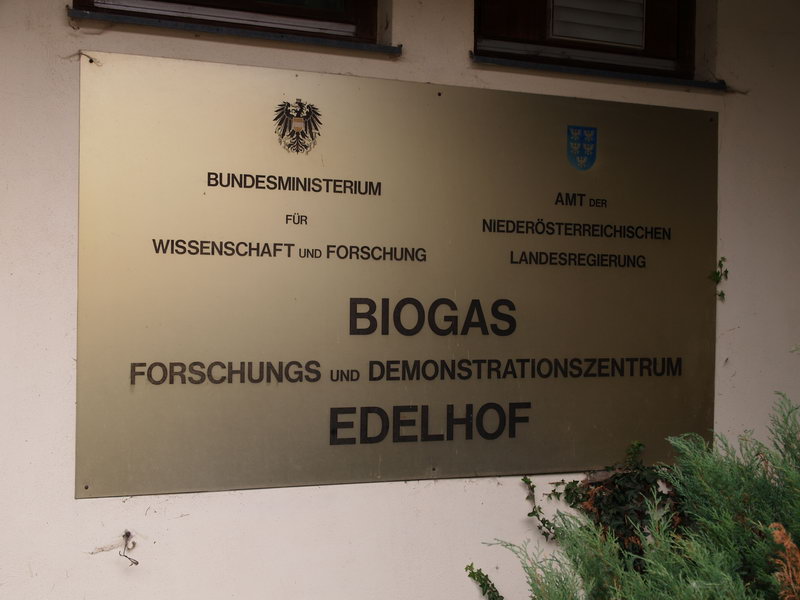 BUNDESMINISTERIUM
FÜR
WISSENSCHAFT UND FORSCHUNG
AMT DER
NIEDERÖSTERREICHISCHEN
LANDESREGIERUNG
BIOGAS
FORSCHUNGS UND DEMONSTRATIONSZENTRUM
EDELHOF